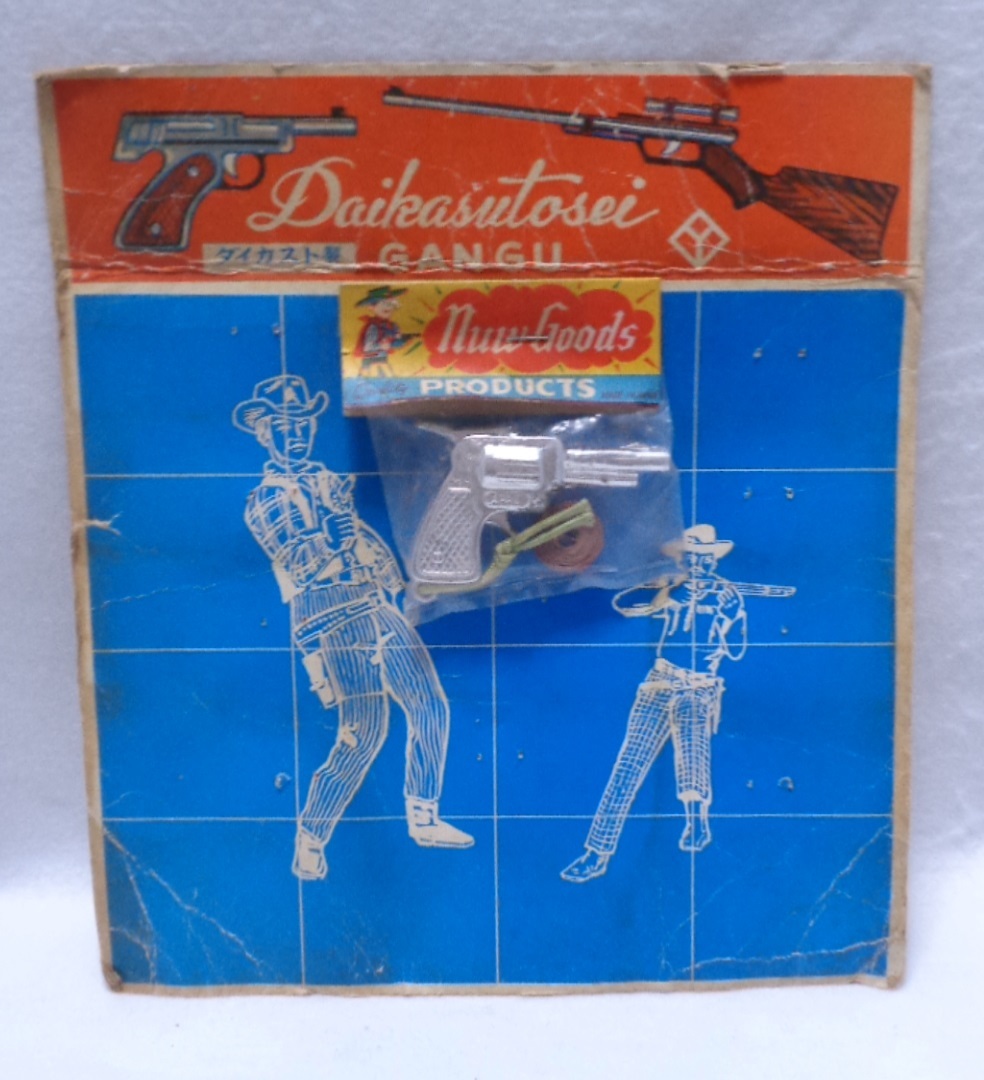 Daikasutosei
ダイカスト製
GANGU
Nuw Goods
PRODUCTS